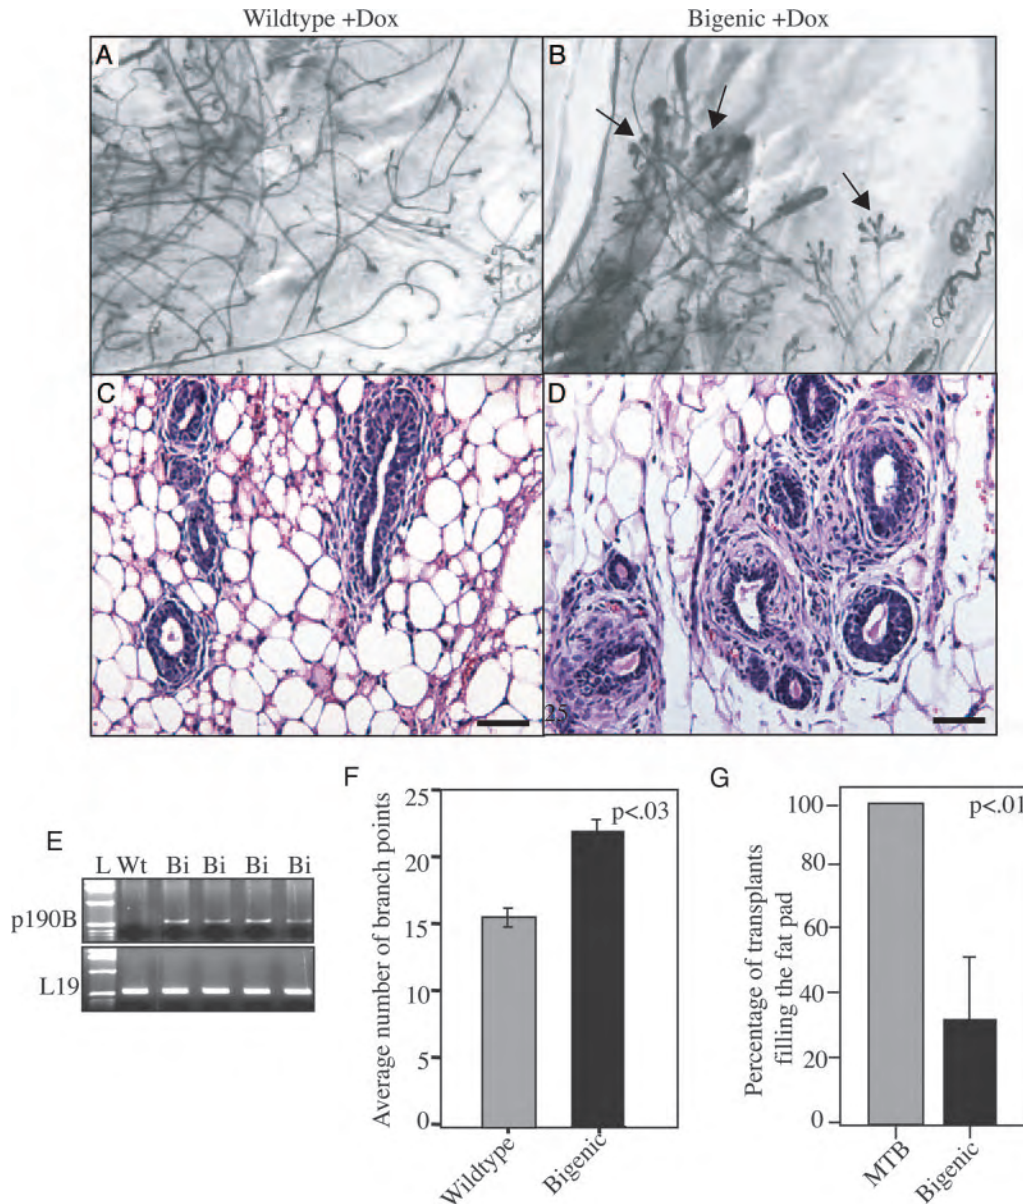 Wildtype +Dox
Bigenic +Dox
A
B
C
D
25
E
L Wt Bi Bi Bi Bi
p190B
L19
F
Average number of branch points
25
20
15
10
5
0
p<.03
Wildtype
Bigenic
G
Percentage of transplants
filling the fat pad
100
80
60
40
20
0
p<.01
MTB
Bigenic